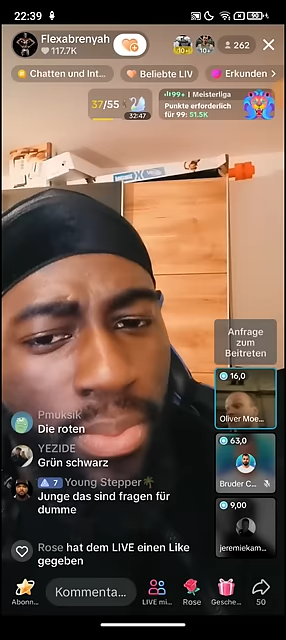 22:39
Flexabrenyah
117.7K
10+
10+
262
Chatten und Int...
Beliebte LIV
Erkunden
37/55
32:47
99+ | Meisterliga
Punkte erforderlich
für 99: 51.5K
Anfrage
zum
Beitreten
16,0
Oliver Moe...
63,0
Bruder C...
9,00
jeremiekam...
Pmuksik
Die roten
YEZIDE
Grün schwarz
7 Young Stepper
Junge das sind fragen für
dumme
Rose hat dem LIVE einen Like
gegeben
Abonn...
Kommenta...
LIVE mi...
Rose
Gesche...
50